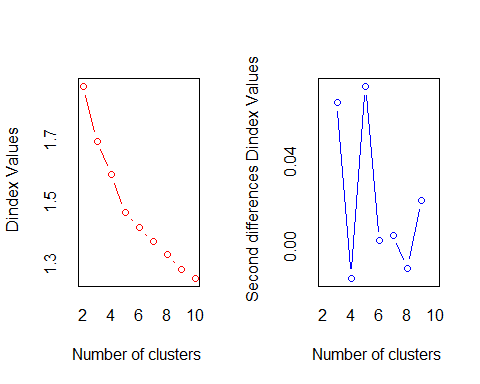 Dindex Values
1.3 1.5 1.7
2 4 6 8 10
Number of clusters
Second differences Dindex Values
0.00 0.04
2 4 6 8 10
Number of clusters